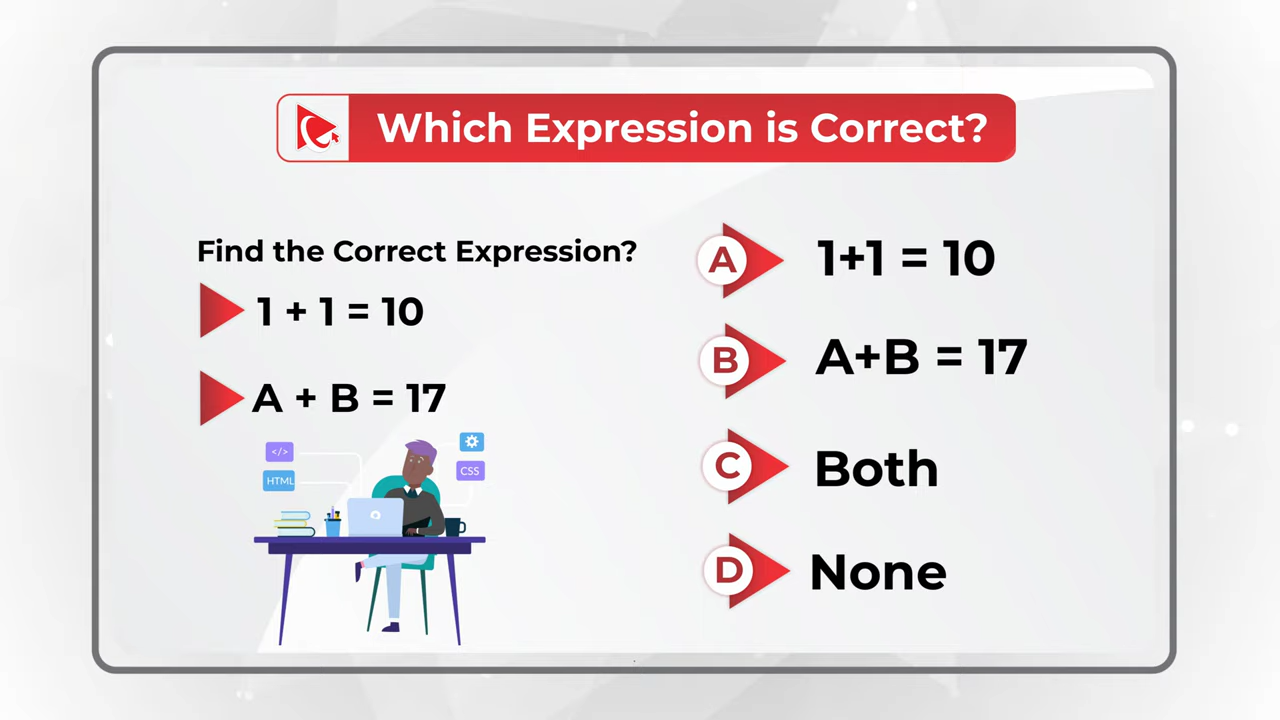 Which Expression is Correct?
Find the Correct Expression?
1 + 1 = 10
A + B = 17
</>
HTML
CSS
A 1+1 = 10
B A+B = 17
C Both
D None